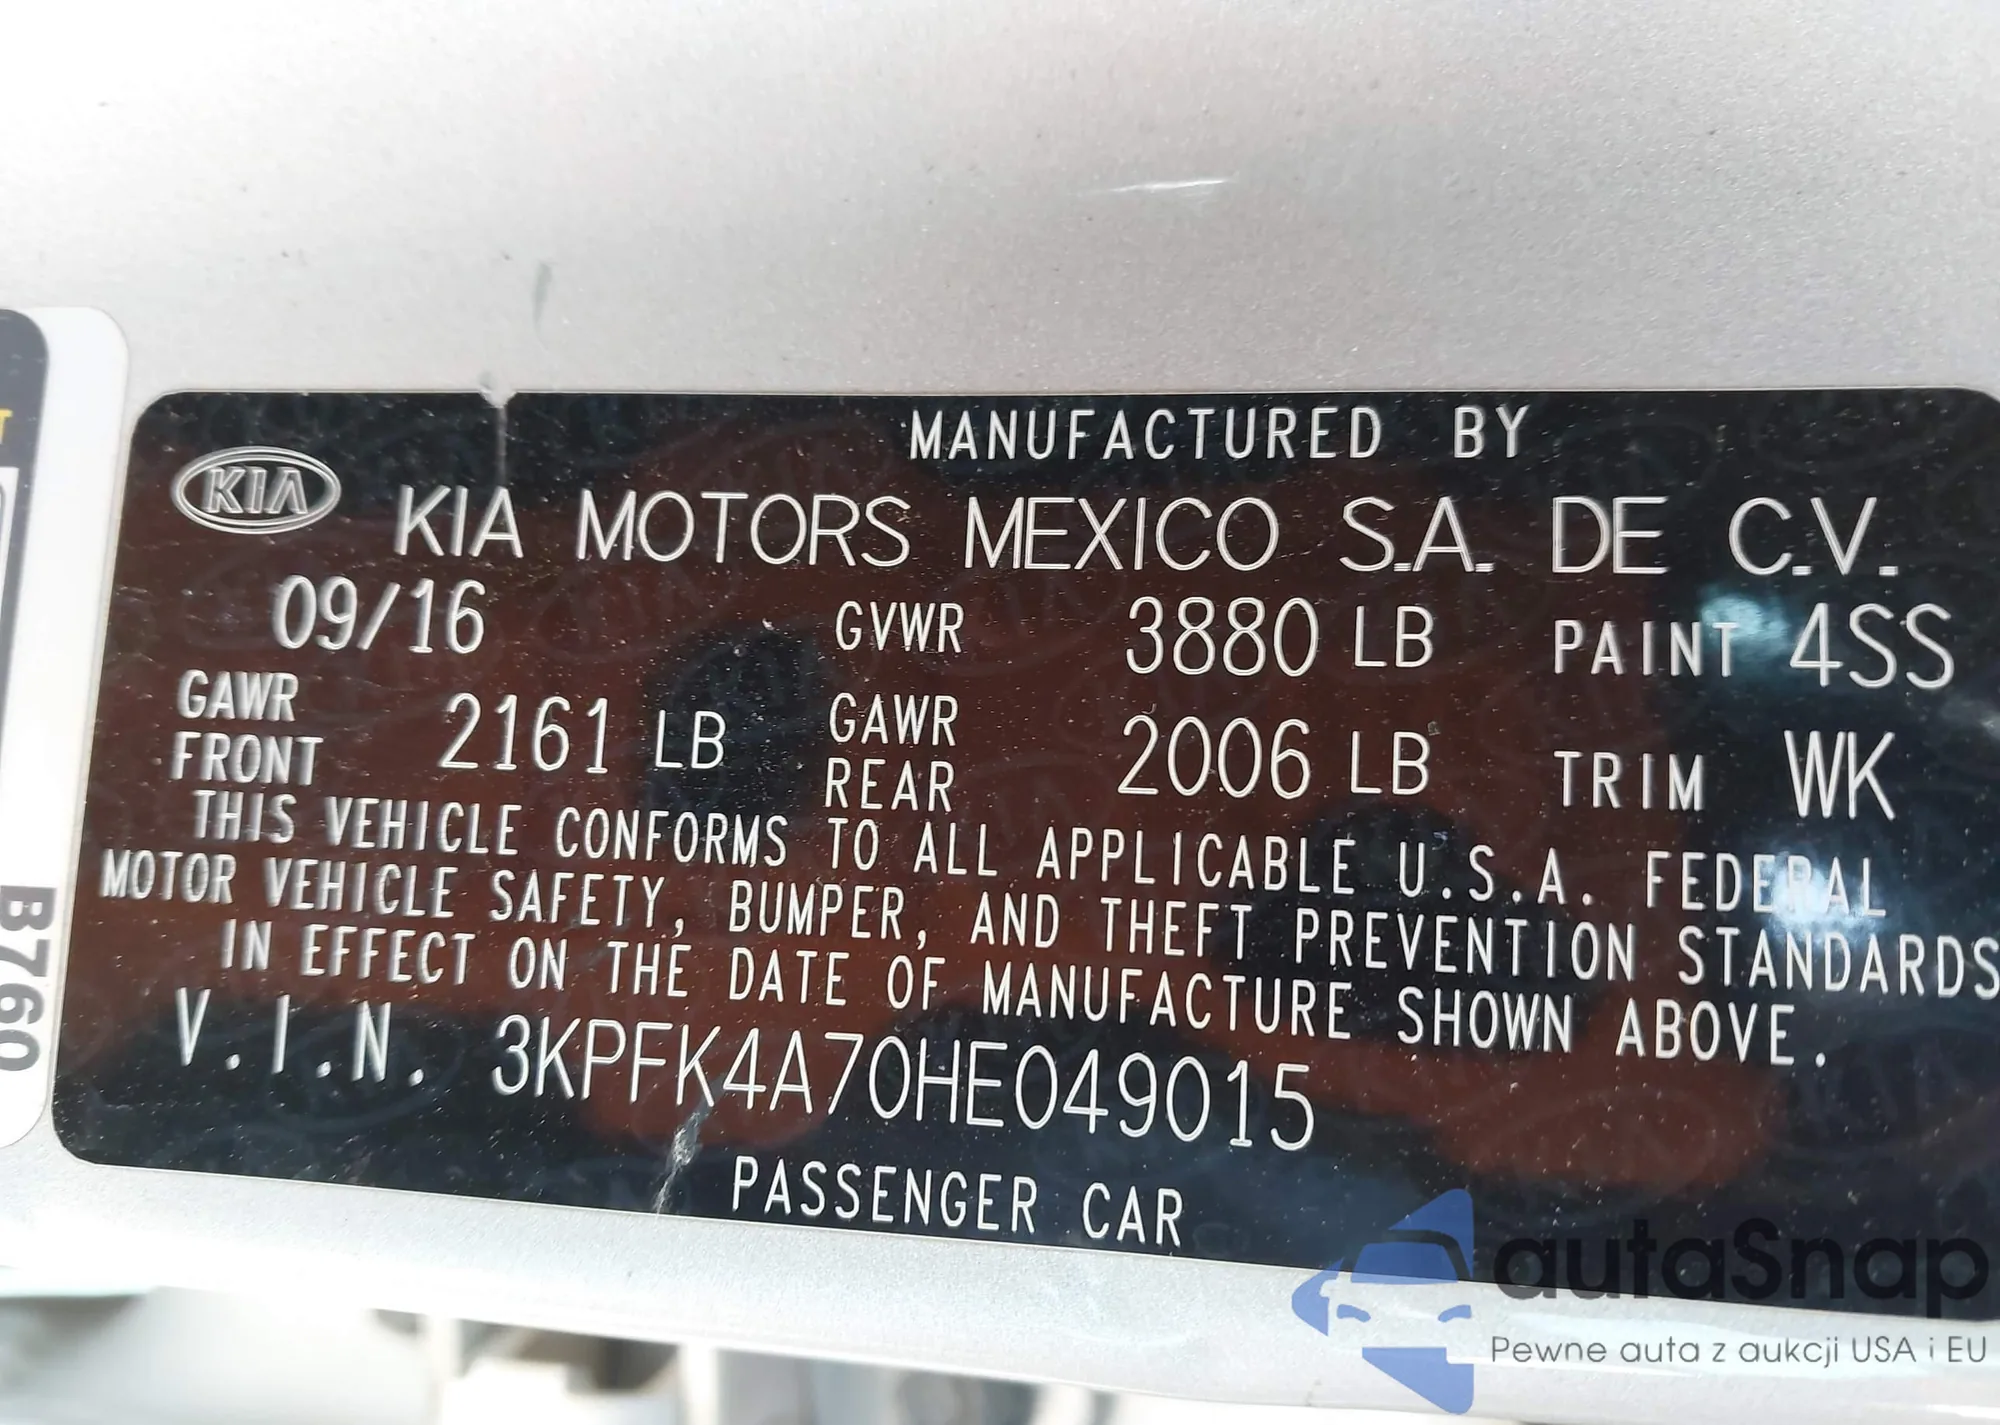 MANUFACTURED BY
KIA KIA MOTORS MEXICO S.A. DE C.V.
09/16 GVWR 3880 LB PAINT 4SS
GAWR FRONT 2161 LB GAWR REAR 2006 LB TRIM WK
THIS VEHICLE CONFORMS TO ALL APPLICABLE U.S.A. FEDERAL
MOTOR VEHICLE SAFETY, BUMPER, AND THEFT PREVENTION STANDARDS
IN EFFECT ON THE DATE OF MANUFACTURE SHOWN ABOVE.
V.I.N. 3KPFK4A70HE049015
PASSENGER CAR
B760
autaSnap
Pewne auta z aukcji USA i EU